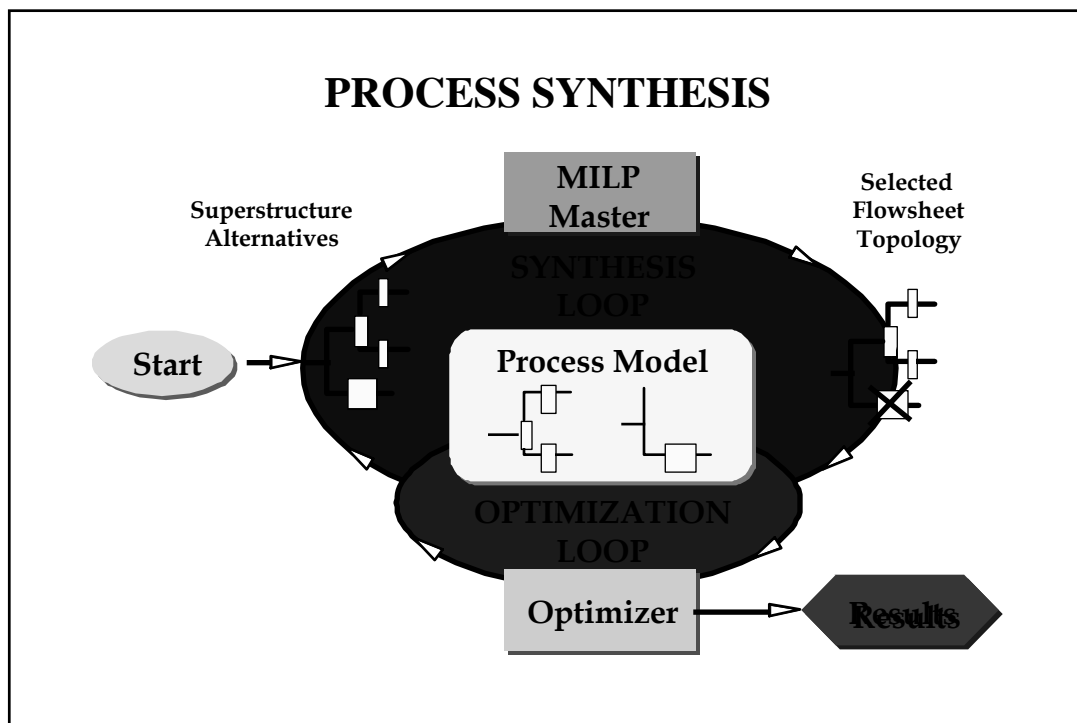 PROCESS SYNTHESIS
MILP
Master
Superstructure
Alternatives
Selected
Flowsheet
Topology
SYNTHESIS
LOOP
Start
Process Model
OPTIMIZATION
LOOP
Optimizer
Results